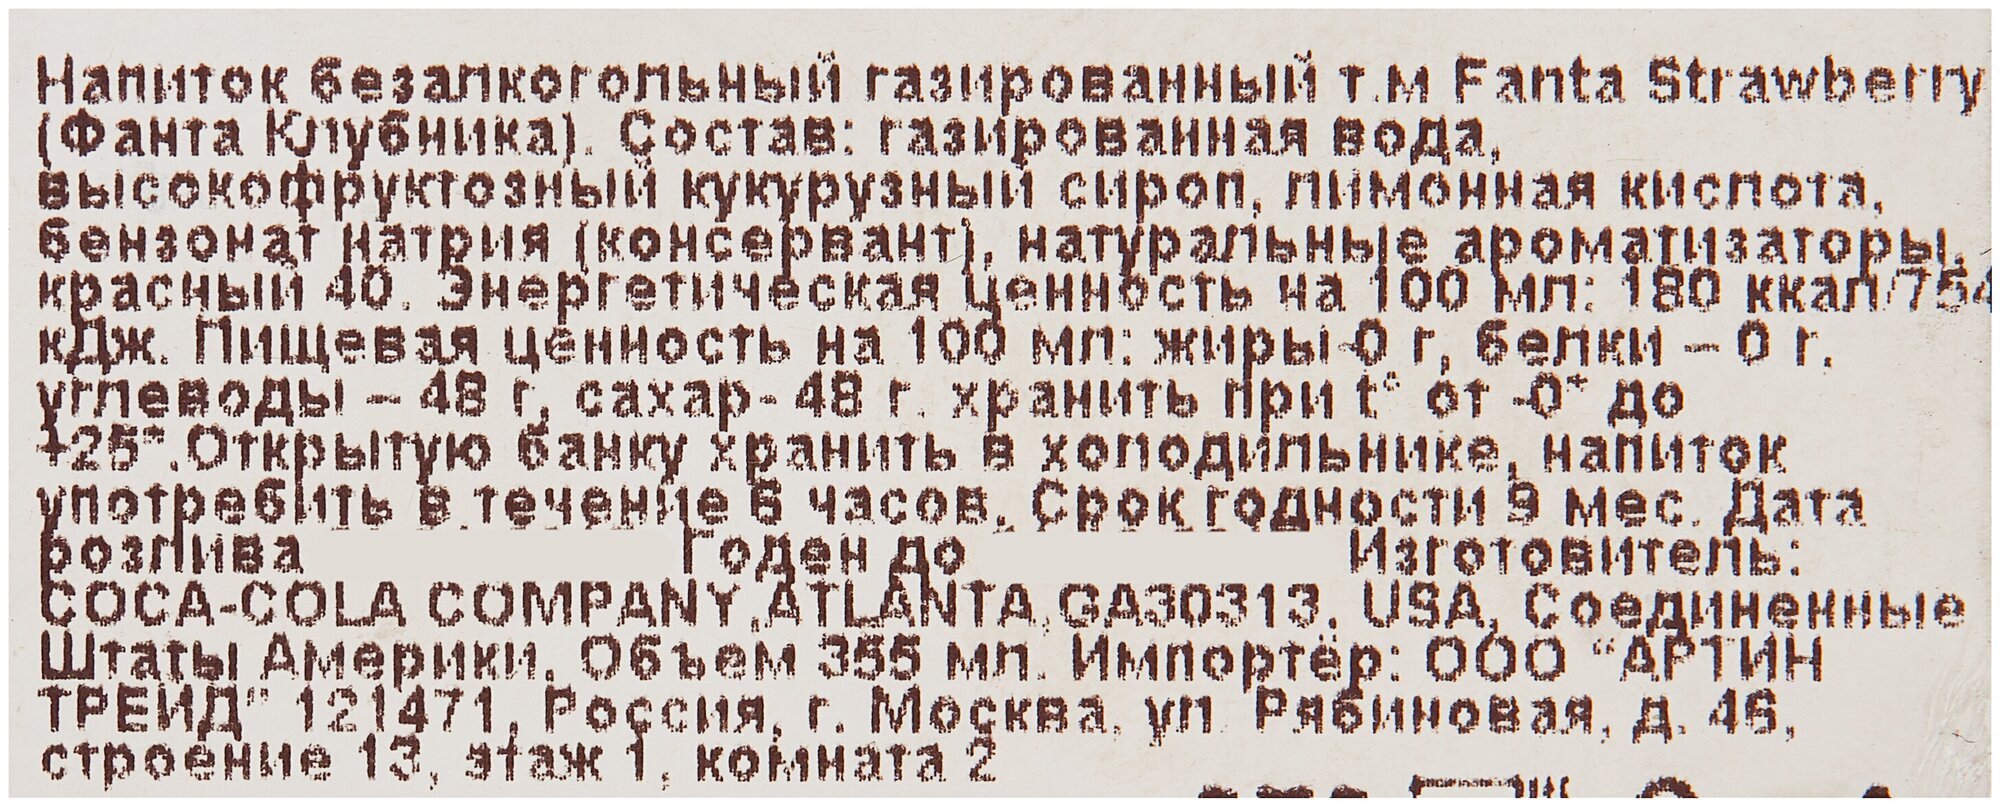 Напиток безалкогольный газированный т.м Fanta Strawberry
(Фанта Клубника). Состав: газированная вода,
высокофруктозный кукурузный сироп, лимонная кислота,
бензонат натрия (консервант), натуральные ароматизаторы,
красный 40. Энергетическая ценность на 100 мл: 180 ккал/754
кДж. Пищевая ценность на 100 мл: жиры-0 г, белки – 0 г.
углеводы – 48 г, сахар- 48 г. хранить при t° от -0° до
+25°.Открытую банку хранить в холодильнике, напиток
употребить в течение 6 часов. Срок годности 9 мес. Дата
розлива Годен до Изготовитель:
COCA-COLA COMPANY,ATLANTA,GA30313, USA, Соединенные
Штаты Америки. Объем 355 мл. Импортёр: ООО "АРТИН
ТРЕЙД" 121471, Россия, г. Москва, ул Рябиновая, д. 46,
строение 13, этаж 1, комната 2